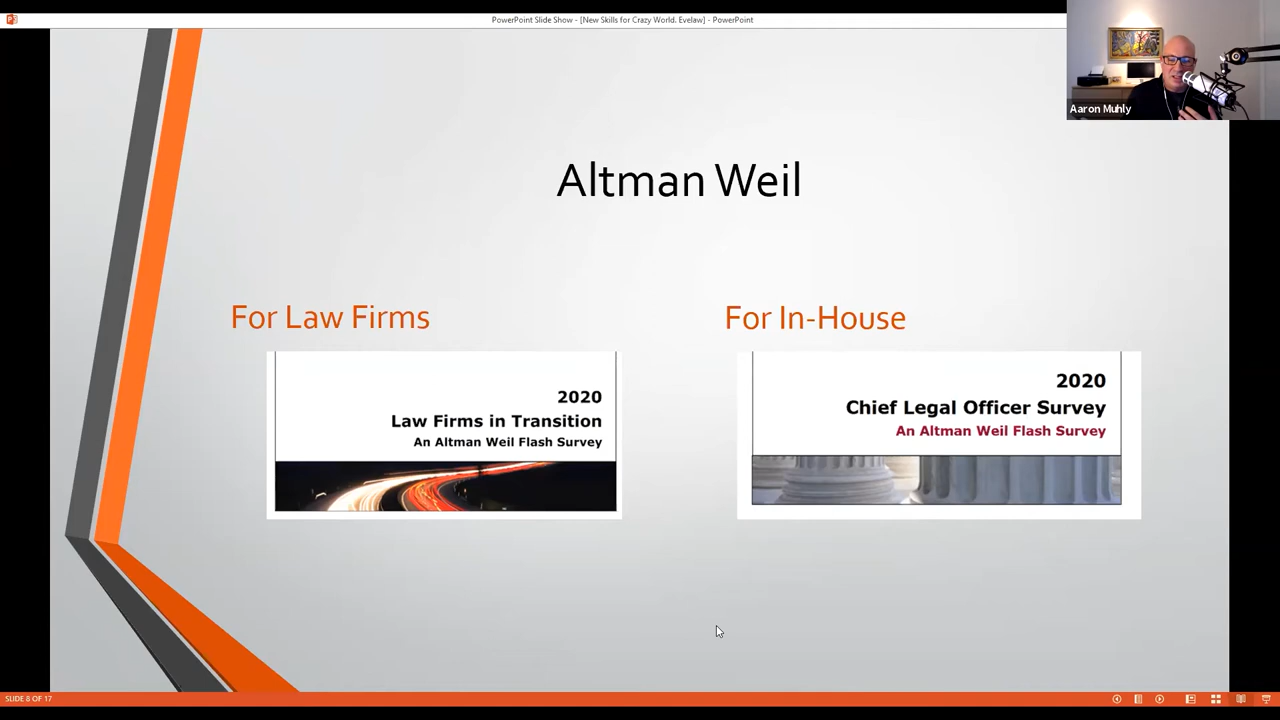 PowerPoint Slide Show - [New Skills for Crazy World. Evelaw] - PowerPoint
Aaron Muhly
Altman Weil
For Law Firms
2020
Law Firms in Transition
An Altman Weil Flash Survey
For In-House
2020
Chief Legal Officer Survey
An Altman Weil Flash Survey
SLIDE 8 OF 17